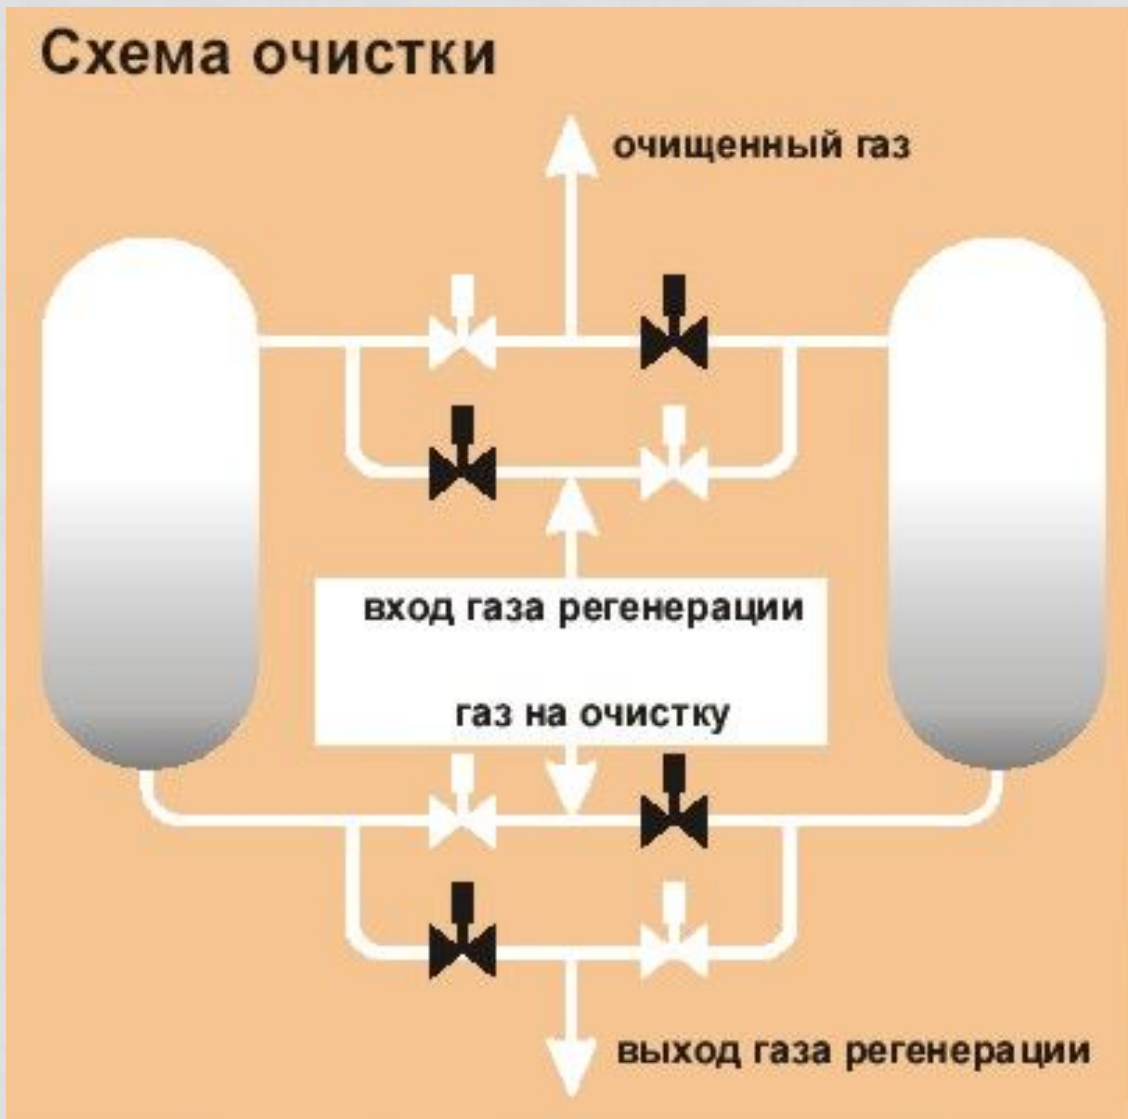 Схема очистки
очищенный газ
вход газа регенерации
газ на очистку
выход газа регенерации